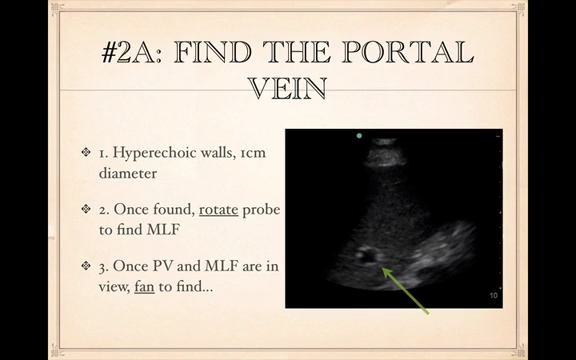 #2A: FIND THE PORTAL
VEIN
1. Hyperechoic walls, 1cm
diameter
2. Once found, rotate probe
to find MLF
3. Once PV and MLF are in
view, fan to find...
10